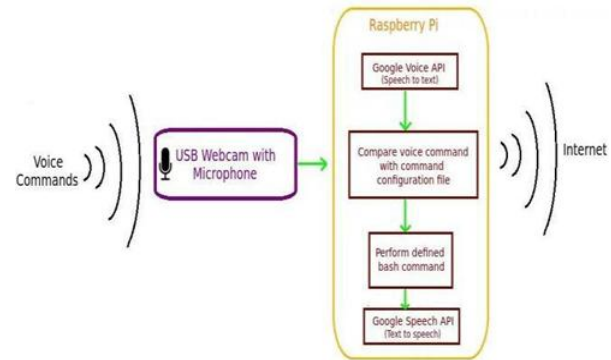 Raspberry Pi
Google Voice API
(Speech to text)
Voice
Commands
USB Webcam with
Microphone
Compare voice command
with command
configuration file
Internet
Perform defined
bash command
Google Speech API
(Text to speech)